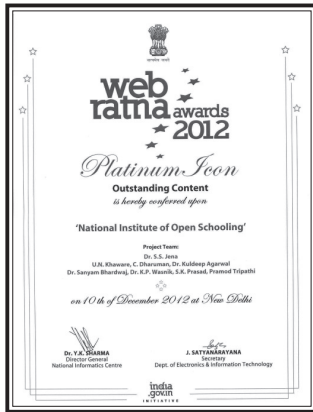 web
ratna awards
2012
Platinum Icon
Outstanding Content
is hereby conferred upon
'National Institute of Open Schooling'
Project Team:
Dr. S.S. Jena
U.N. Khaware, C. Dharuman, Dr. Kuldeep Agarwal
Dr. Sanyam Bhardwaj, Dr. K.P. Wasnik, S.K. Prasad, Pramod Tripathi
on 10 th of December 2012 at New Delhi
Dr. Y.K. SHARMA
Director General
National Informatics Centre
J. SATYANARAYANA
Secretary
Dept. of Electronics & Information Technology
india
.gov.in
INITIATIVE